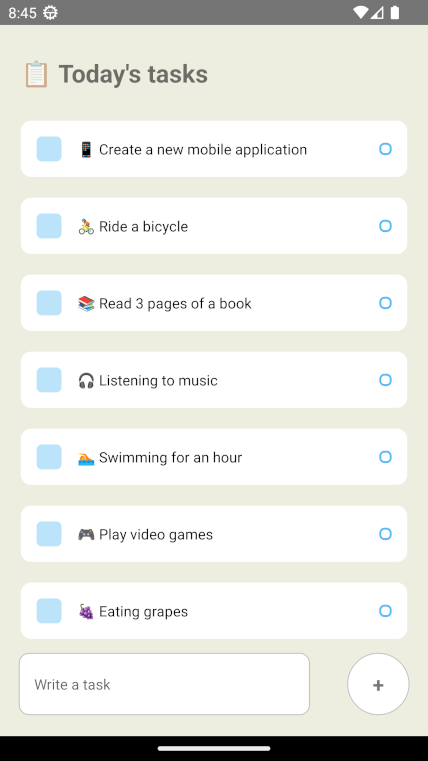 8:45
📋 Today's tasks
📱 Create a new mobile application
🚴 Ride a bicycle
📚 Read 3 pages of a book
🎧 Listening to music
🏊 Swimming for an hour
🎮 Play video games
🍇 Eating grapes
Write a task
+